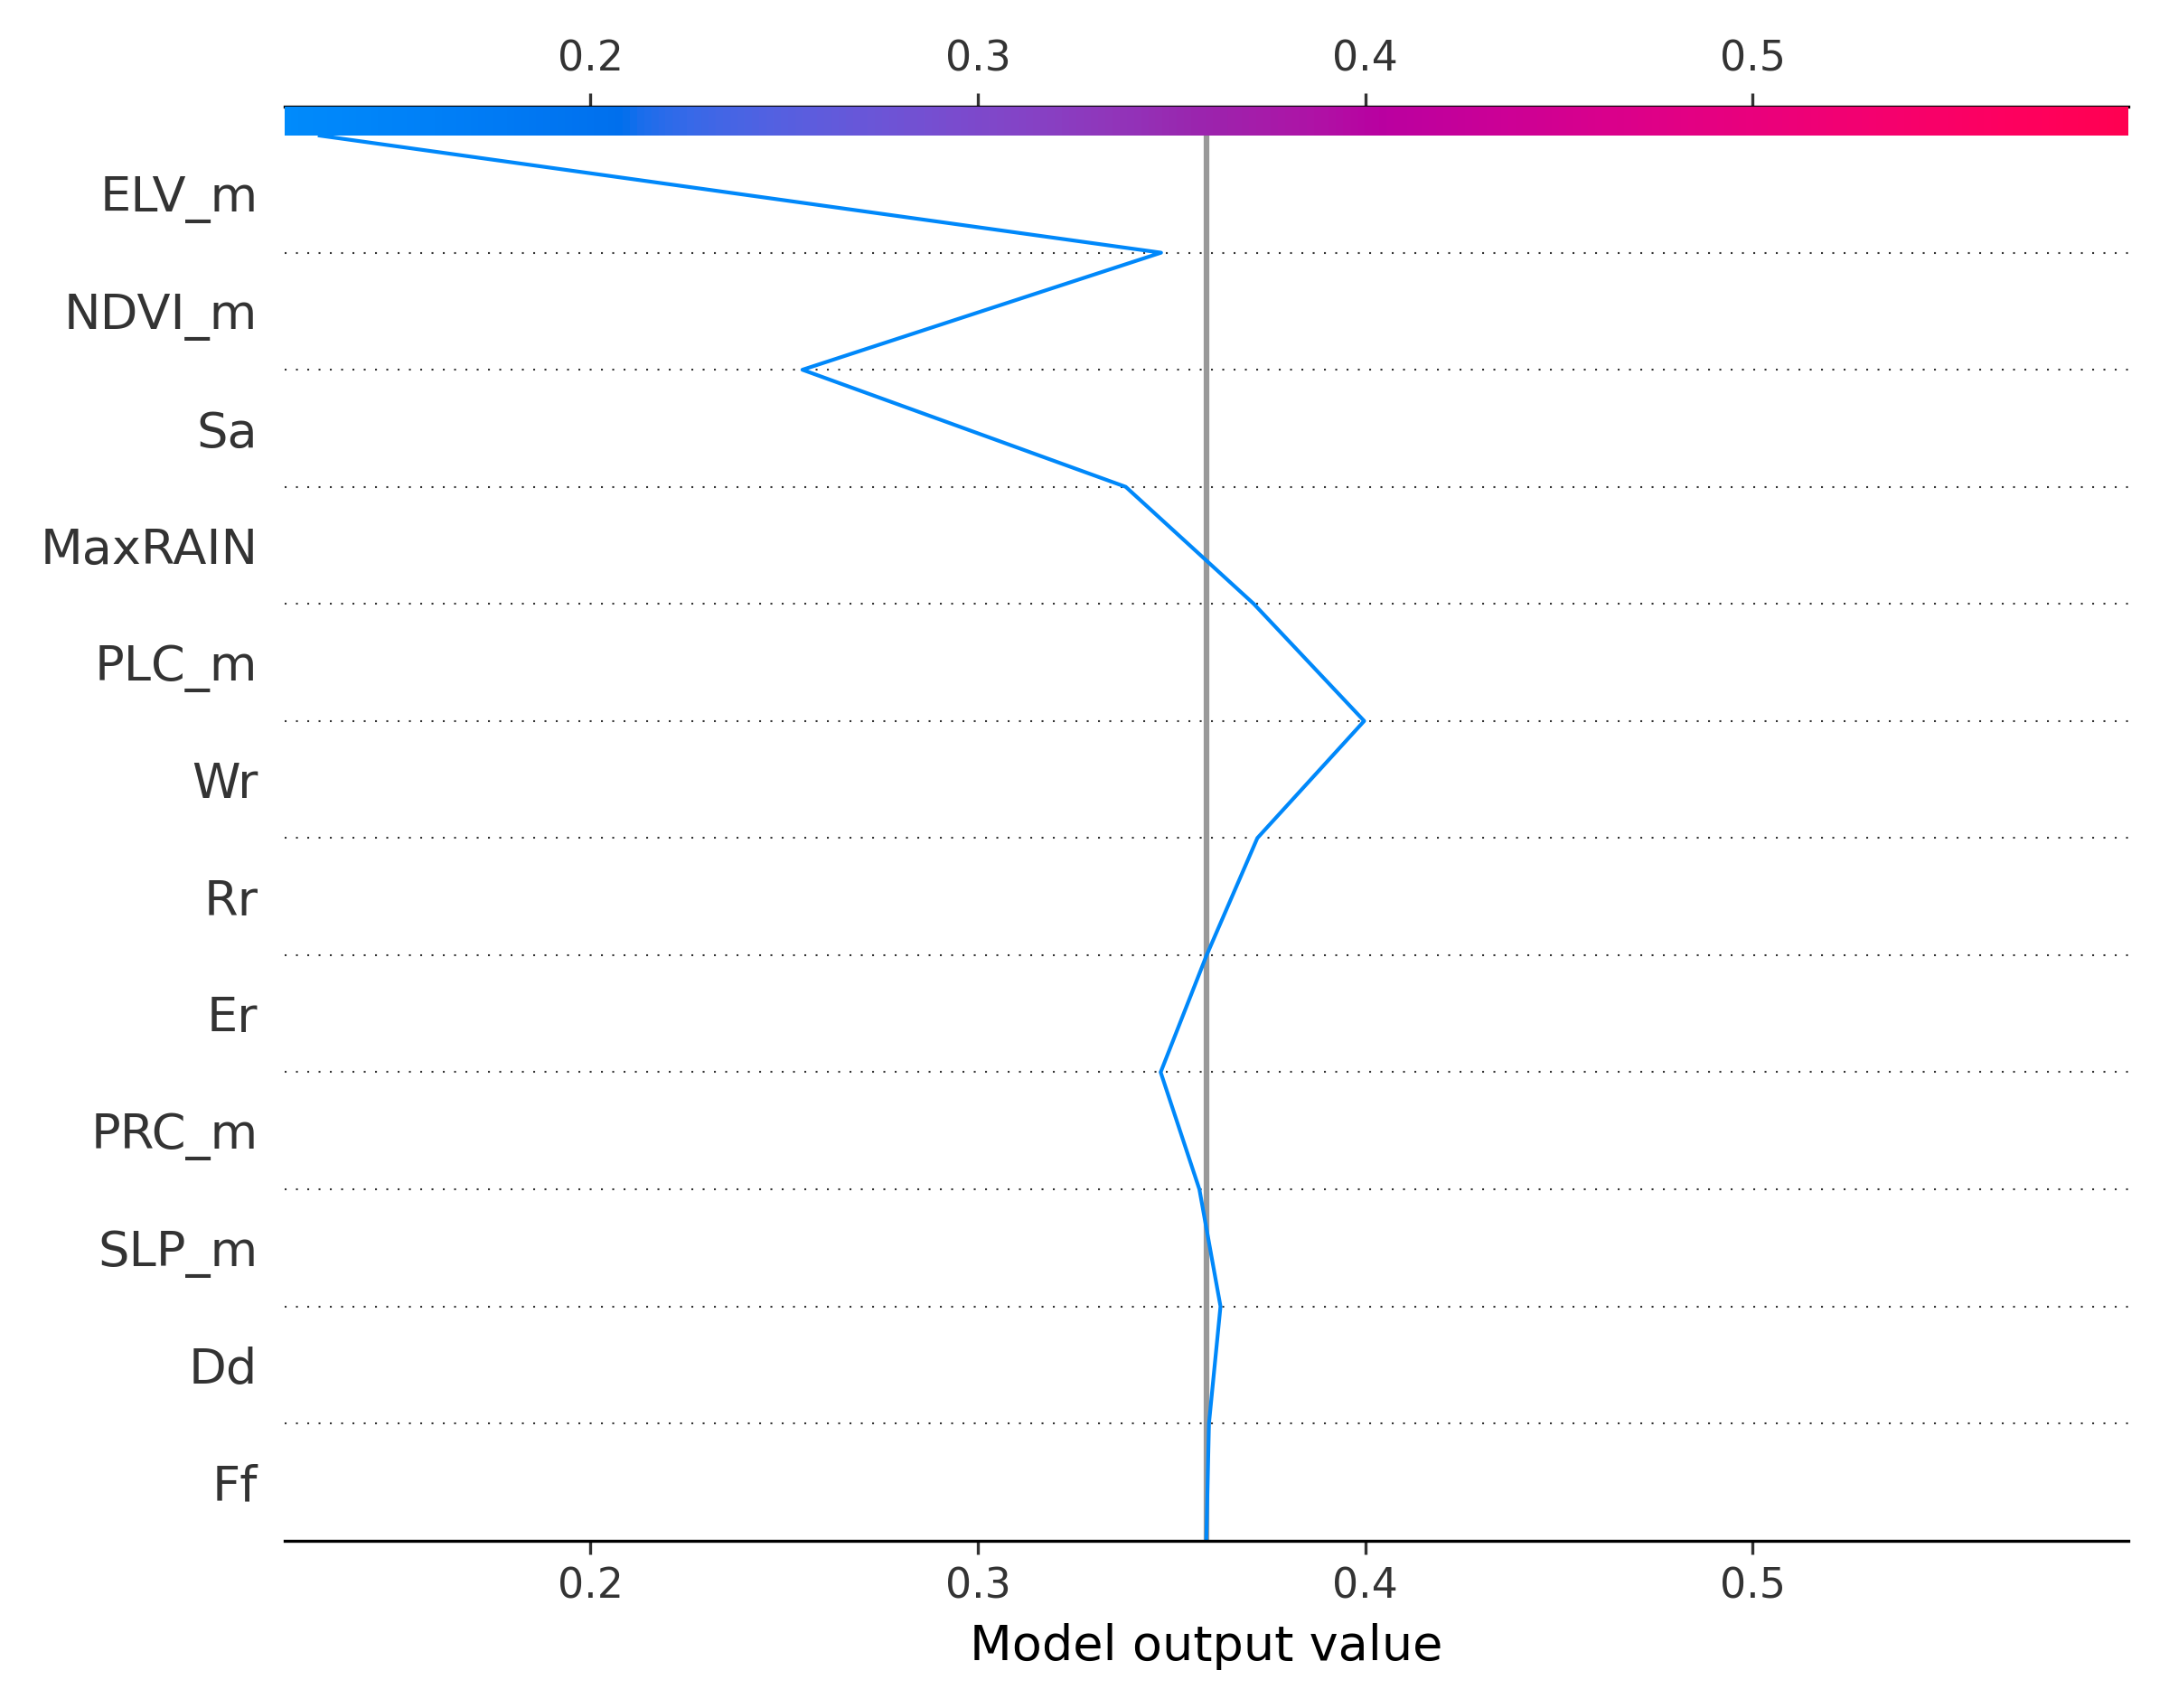 0.2 0.3 0.4 0.5
ELV_m
NDVI_m
Sa
MaxRAIN
PLC_m
Wr
Rr
Er
PRC_m
SLP_m
Dd
Ff
0.2 0.3 0.4 0.5
Model output value